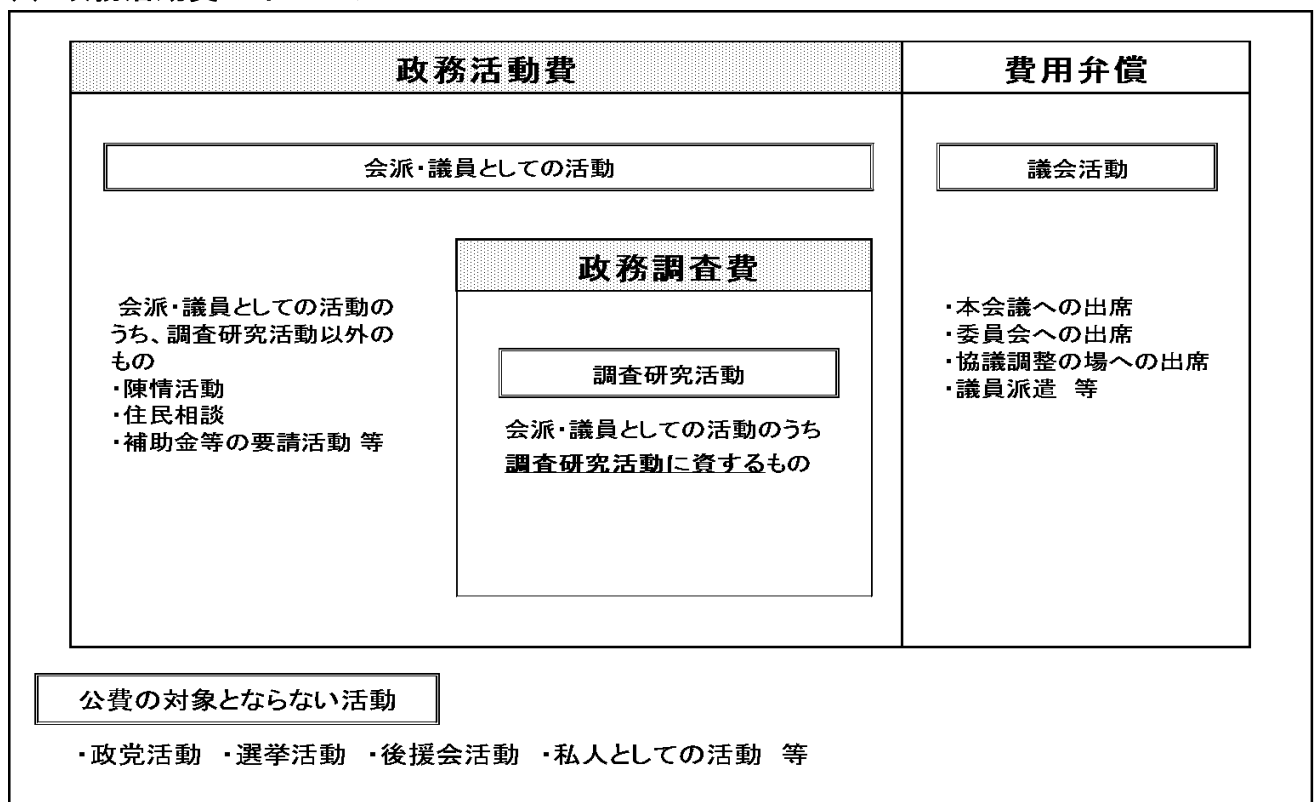 政務活動費
費用弁償
会派・議員としての活動
議会活動
政務調査費
会派・議員としての活動の
うち、調査研究活動以外の
もの
・陳情活動
・住民相談
・補助金等の要請活動 等
調査研究活動
会派・議員としての活動のうち
調査研究活動に資するもの
・本会議への出席
・委員会への出席
・協議調整の場への出席
・議員派遣 等
公費の対象とならない活動
・政党活動 ・選挙活動 ・後援会活動 ・私人としての活動 等